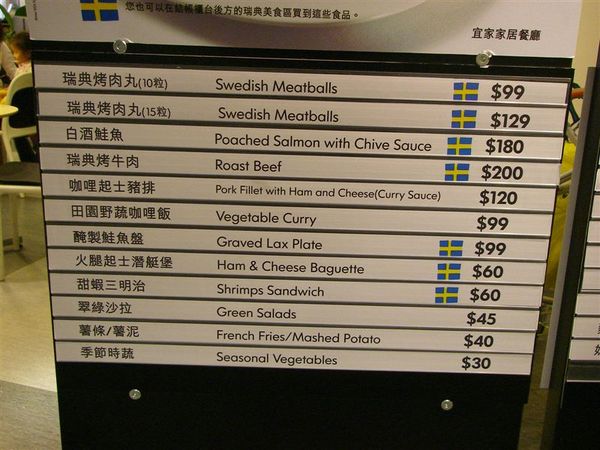 您也可以在結帳櫃台後方的瑞典美食區買到這些食品。
宜家家居餐廳
瑞典烤肉丸(10粒) Swedish Meatballs $99
瑞典烤肉丸(15粒) Swedish Meatballs $129
白酒鮭魚 Poached Salmon with Chive Sauce $180
瑞典烤牛肉 Roast Beef $200
咖哩起士豬排 Pork Fillet with Ham and Cheese(Curry Sauce) $120
田園野蔬咖哩飯 Vegetable Curry $99
醃製鮭魚盤 Graved Lax Plate $99
火腿起士潛艇堡 Ham & Cheese Baguette $60
甜蝦三明治 Shrimps Sandwich $60
翠綠沙拉 Green Salads $45
薯條/薯泥 French Fries/Mashed Potato $40
季節時蔬 Seasonal Vegetables $30